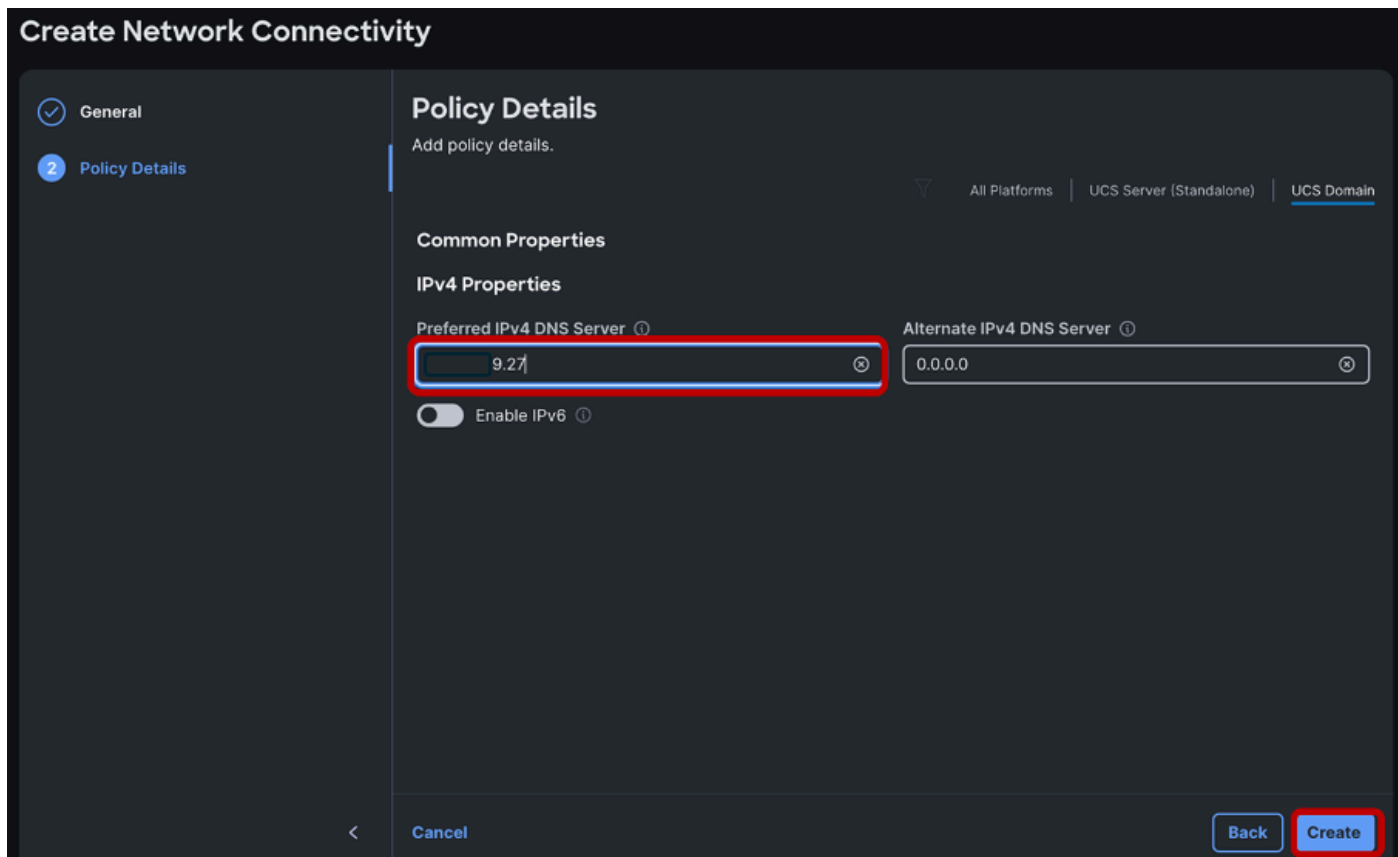 Create Network Connectivity
General
2 Policy Details
Policy Details
Add policy details.
All Platforms UCS Server (Standalone) UCS Domain
Common Properties
IPv4 Properties
Preferred IPv4 DNS Server Alternate IPv4 DNS Server
9.27 0.0.0.0
Enable IPv6
Cancel Back Create